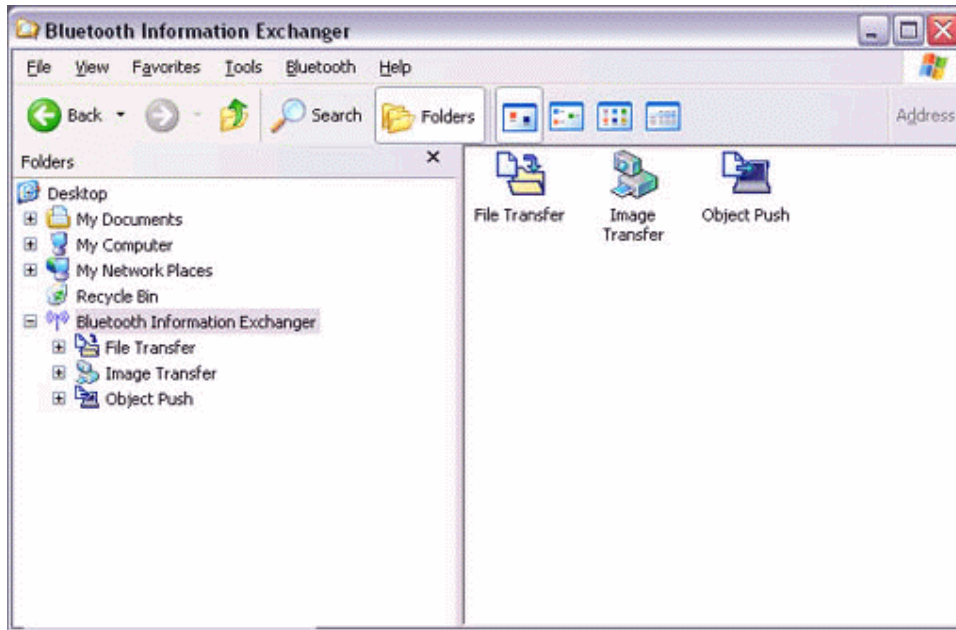 Bluetooth Information Exchanger
File View Favorites Tools Bluetooth Help
Back Search Folders Address
Folders
Desktop
My Documents
My Computer
My Network Places
Recycle Bin
Bluetooth Information Exchanger
File Transfer
Image Transfer
Object Push
File Transfer
Image
Transfer
Object Push